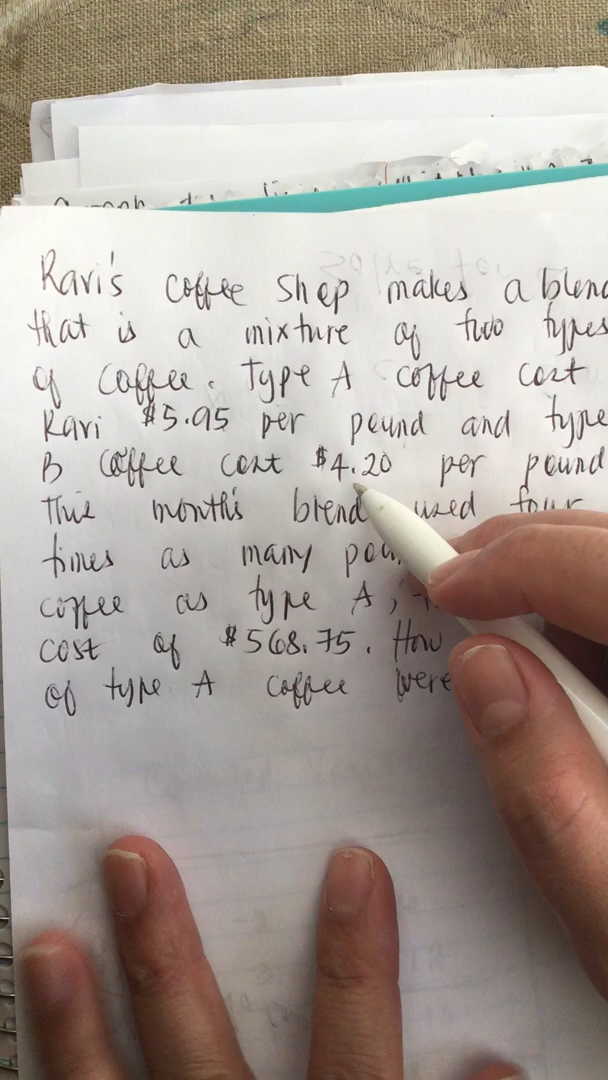 Ravi's coffee shop makes a blend
that is a mixture of two types
of coffee. Type A coffee cost
Ravi $5.95 per pound and type
B coffee cost $4.20 per pound
This month's blend used four
times as many
coffee as type A,
cost of $568.75. How
of type A coffee were